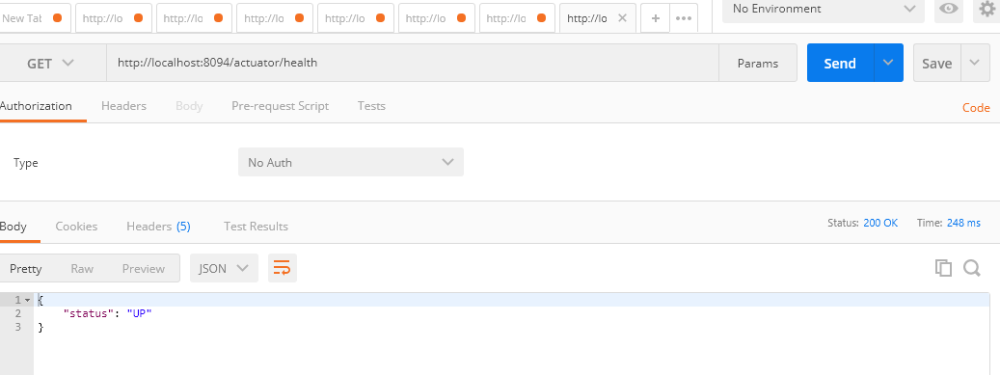 New Tab http://lo http://lo http://lo http://lo http://lo http://lo http://lo No Environment
GET http://localhost:8094/actuator/health Params Send Save
Authorization Headers Body Pre-request Script Tests Code
Type No Auth
Body Cookies Headers (5) Test Results Status: 200 OK Time: 248 ms
Pretty Raw Preview JSON
1 {
2 "status": "UP"
3 }